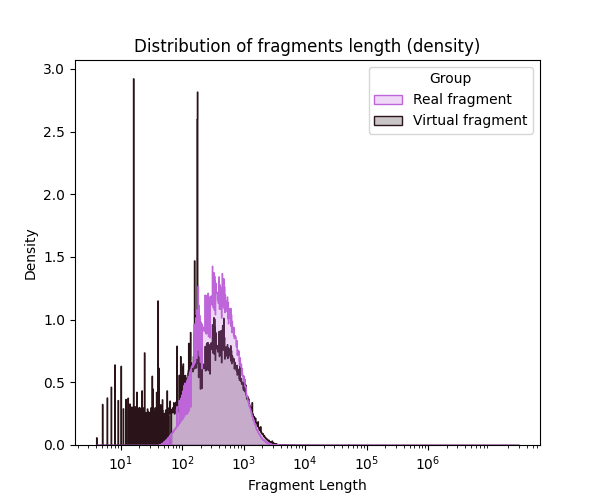 Distribution of fragments length (density)
Group
Real fragment
Virtual fragment
Density
3.0
2.5
2.0
1.5
1.0
0.5
0.0
10¹ 10² 10³ 10⁴ 10⁵ 10⁶
Fragment Length